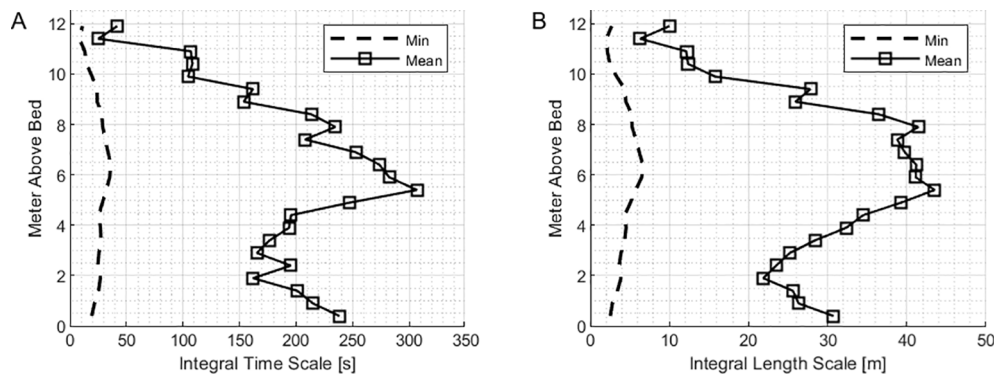 A
Meter Above Bed
12
10
8
6
4
2
0
0
50
100
150
200
250
300
350
Integral Time Scale [s]
Min
Mean
B
Meter Above Bed
12
10
8
6
4
2
0
0
10
20
30
40
50
Integral Length Scale [m]
Min
Mean